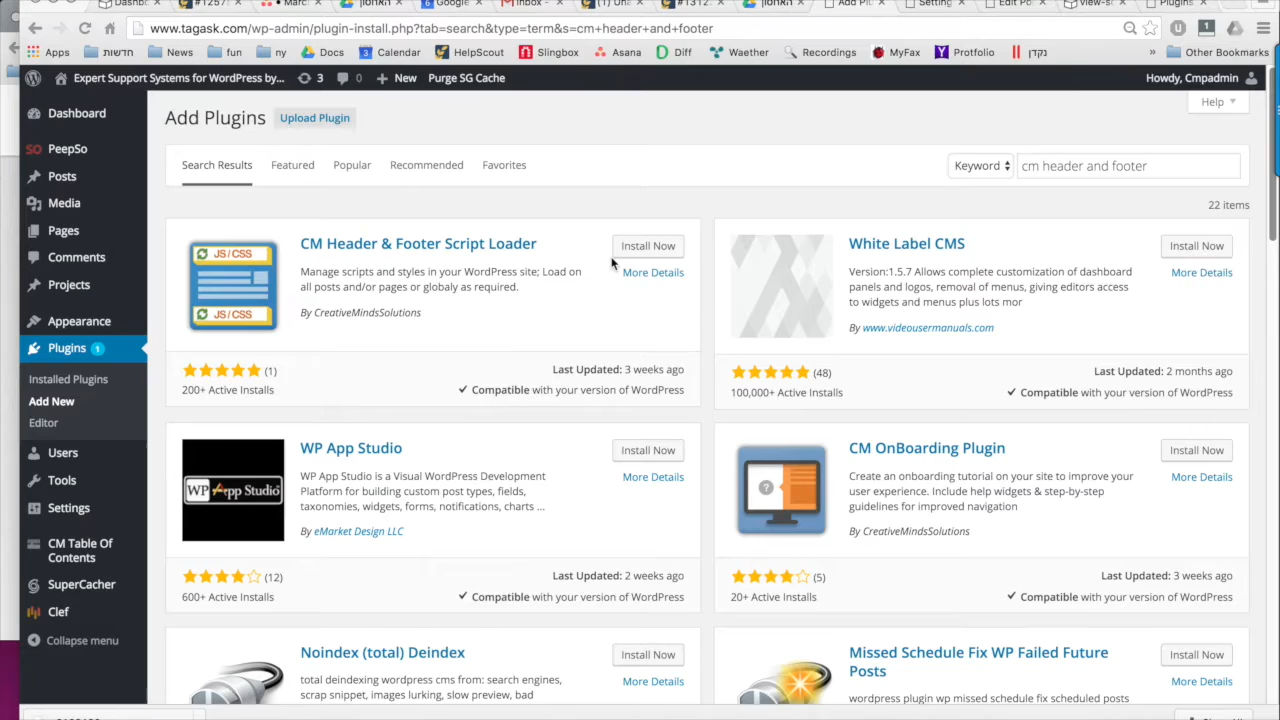 Google
Inbox -
Add Pl
Plugins
www.tagask.com/wp-admin/plugin-install.php?tab=search&type=term&s=cm+header+and+footer
Apps
חדשות
News
fun
ny
Docs
3 Calendar
HelpScout
Slingbox
Asana
Diff
Waether
Recordings
MyFax
Protfolio
נקדן
»
Other Bookmarks
Expert Support Systems for WordPress by...
3
0
New
Purge SG Cache
Howdy, Cmpadmin
Dashboard
PeepSo
Posts
Media
Pages
Comments
Projects
Appearance
Plugins 1
Installed Plugins
Add New
Editor
Users
Tools
Settings
CM Table Of
Contents
SuperCacher
Clef
Collapse menu
Add Plugins
Upload Plugin
Help
Search Results
Featured
Popular
Recommended
Favorites
Keyword
cm header and footer
22 items
JS / CSS
JS / CSS
CM Header & Footer Script Loader
Install Now
More Details
Manage scripts and styles in your WordPress site; Load on
all posts and/or pages or globaly as required.
By CreativeMindsSolutions
(1)
200+ Active Installs
Last Updated: 3 weeks ago
Compatible with your version of WordPress
White Label CMS
Install Now
More Details
Version:1.5.7 Allows complete customization of dashboard
panels and logos, removal of menus, giving editors access
to widgets and menus plus lots mor
By www.videousermanuals.com
(48)
100,000+ Active Installs
Last Updated: 2 months ago
Compatible with your version of WordPress
WP App Studio
WP App Studio
Install Now
More Details
WP App Studio is a Visual WordPress Development
Platform for building custom post types, fields,
taxonomies, widgets, forms, notifications, charts ...
By eMarket Design LLC
(12)
600+ Active Installs
Last Updated: 2 weeks ago
Compatible with your version of WordPress
?
CM OnBoarding Plugin
Install Now
More Details
Create an onboarding tutorial on your site to improve your
user experience. Include help widgets & step-by-step
guidelines for improved navigation
By CreativeMindsSolutions
(5)
20+ Active Installs
Last Updated: 3 weeks ago
Compatible with your version of WordPress
Noindex (total) Deindex
Install Now
More Details
total deindexing wordpress cms from: search engines,
scrap snippet, images lurking, slow preview, bad
Missed Schedule Fix WP Failed Future
Posts
Install Now
More Details
wordpress plugin wp missed schedule fix scheduled posts